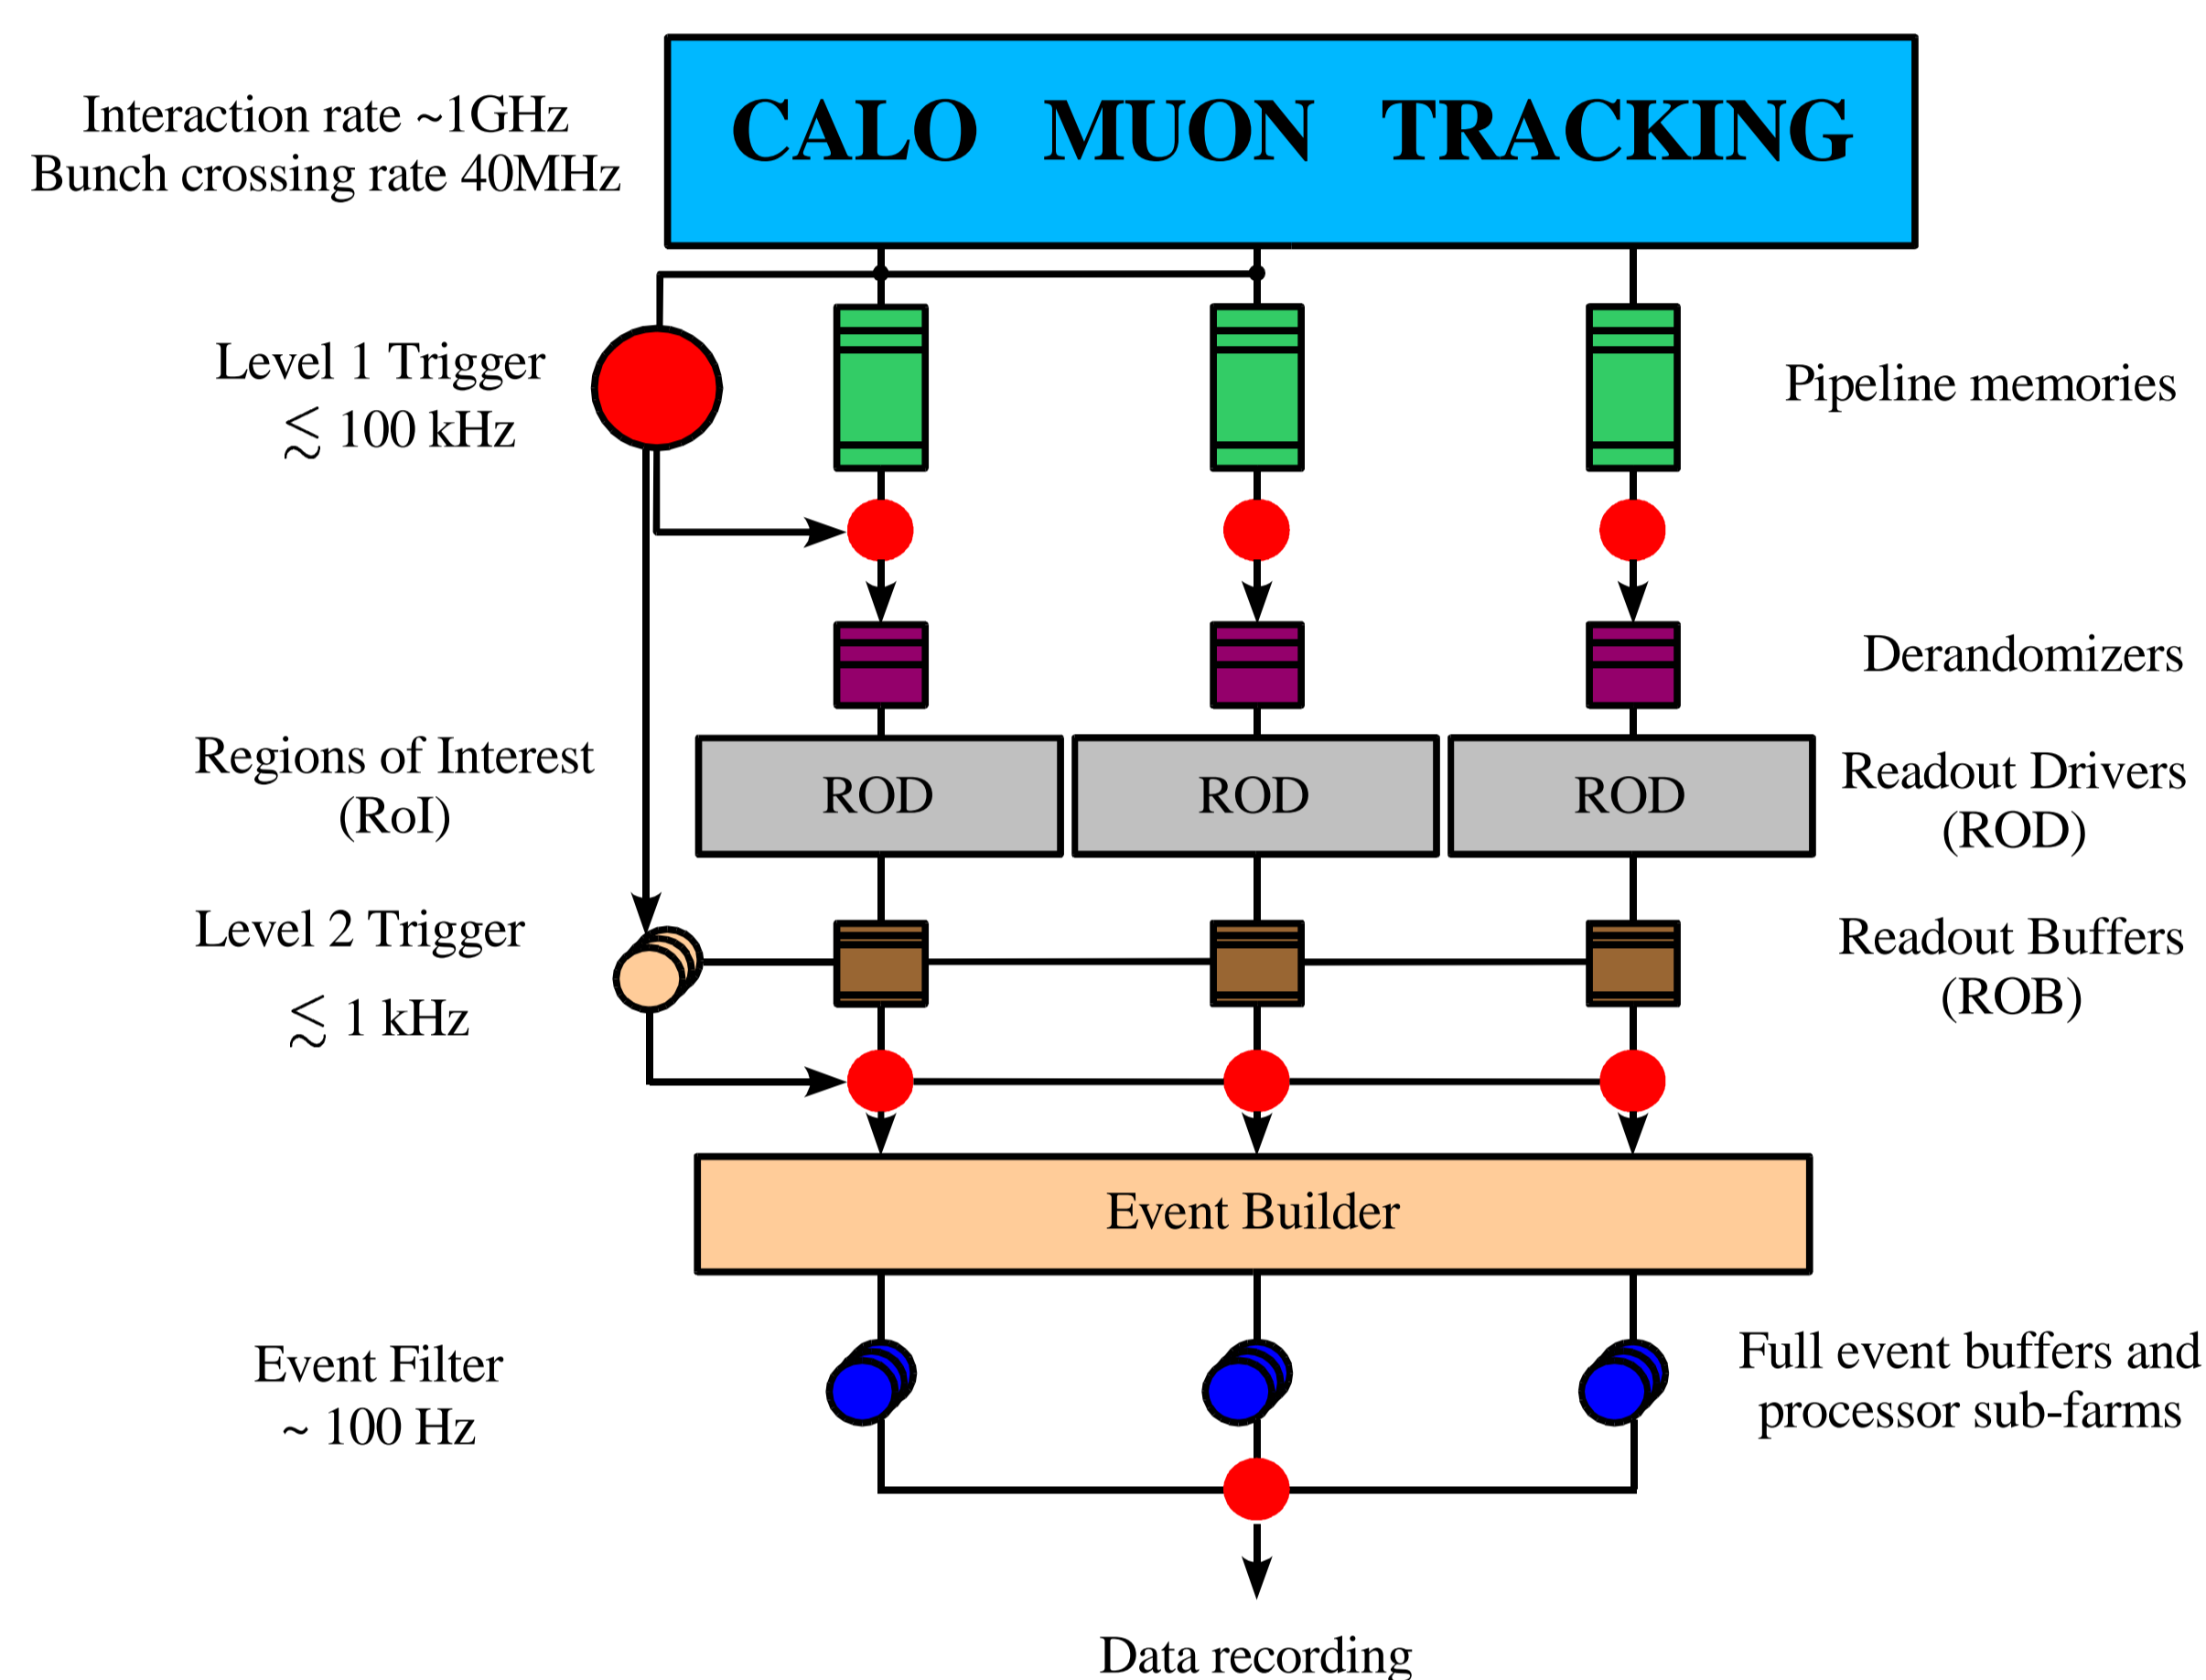 Interaction rate ~1GHz
Bunch crossing rate 40MHz
CALO MUON TRACKING
Level 1 Trigger
≲ 100 kHz
Pipeline memories
Derandomizers
Regions of Interest
(RoI)
ROD ROD ROD
Readout Drivers
(ROD)
Level 2 Trigger
≲ 1 kHz
Readout Buffers
(ROB)
Event Builder
Event Filter
~ 100 Hz
Full event buffers and
processor sub-farms
Data recording